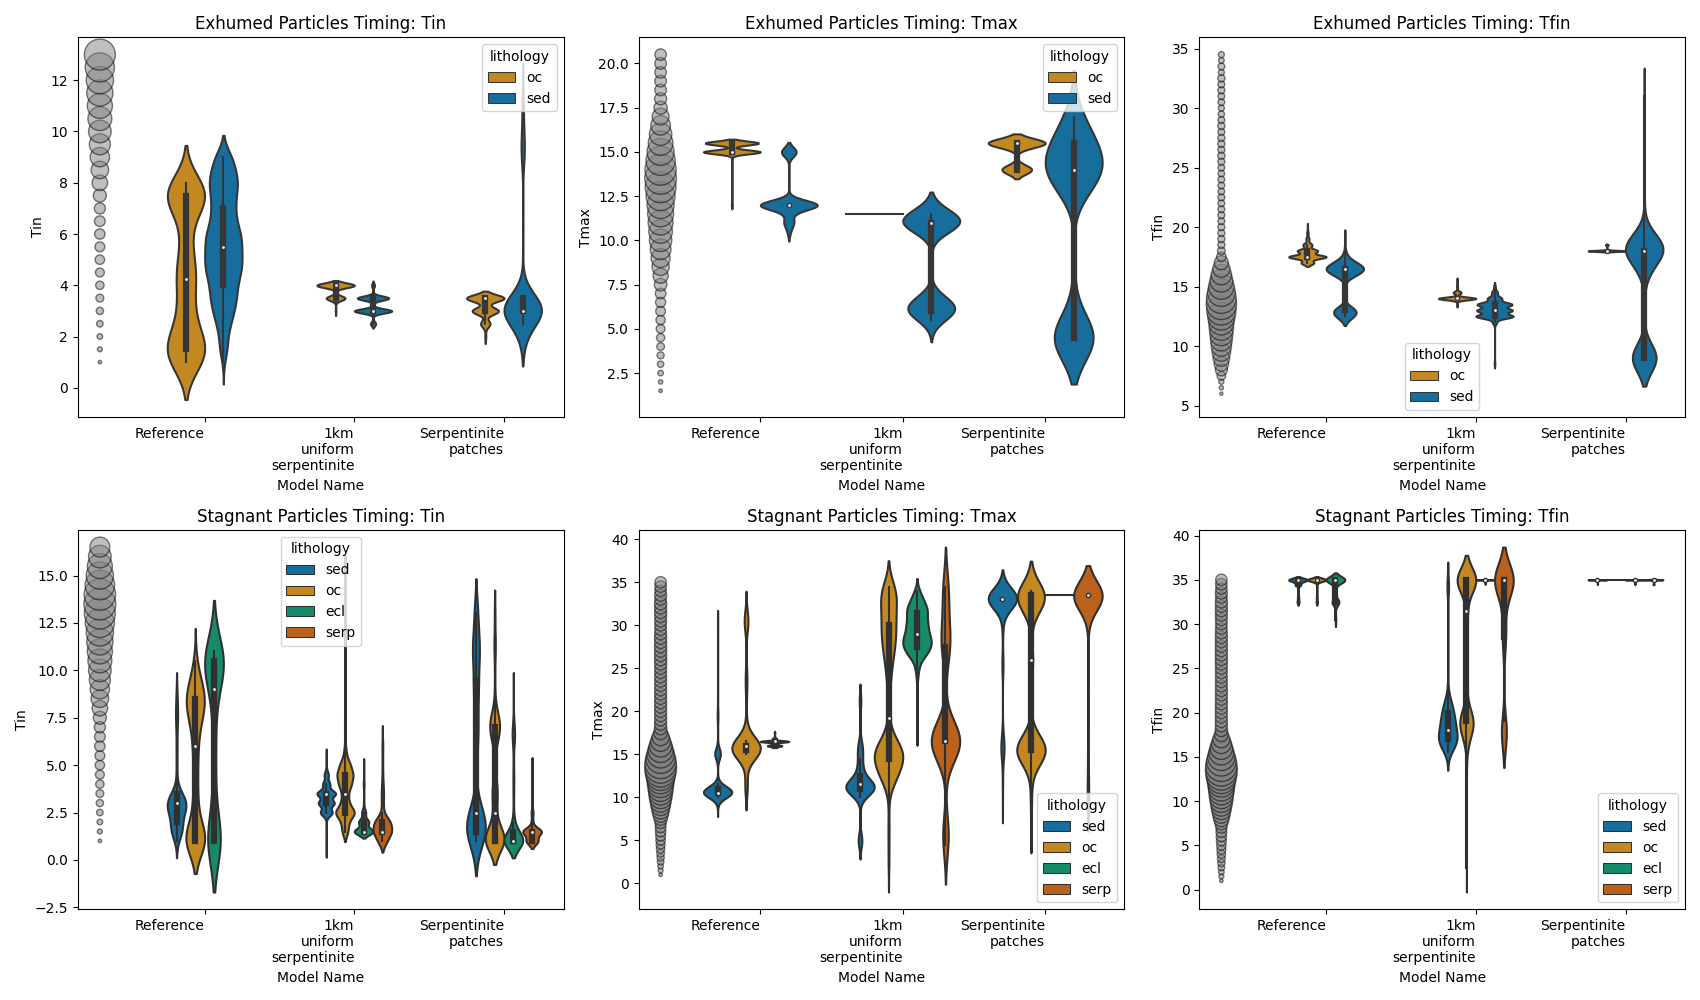 Exhumed Particles Timing: Tin
Tin
12
10
8
6
4
2
0
lithology
oc
sed
Reference
1km
uniform
serpentinite
Serpentinite
patches
Model Name
Exhumed Particles Timing: Tmax
Tmax
20.0
17.5
15.0
12.5
10.0
7.5
5.0
2.5
lithology
oc
sed
Reference
1km
uniform
serpentinite
Serpentinite
patches
Model Name
Exhumed Particles Timing: Tfin
Tfin
35
30
25
20
15
10
5
lithology
oc
sed
Reference
1km
uniform
serpentinite
Serpentinite
patches
Model Name
Stagnant Particles Timing: Tin
Tin
15.0
12.5
10.0
7.5
5.0
2.5
0.0
−2.5
lithology
sed
oc
ecl
serp
Reference
1km
uniform
serpentinite
Serpentinite
patches
Model Name
Stagnant Particles Timing: Tmax
Tmax
40
35
30
25
20
15
10
5
0
lithology
sed
oc
ecl
serp
Reference
1km
uniform
serpentinite
Serpentinite
patches
Model Name
Stagnant Particles Timing: Tfin
Tfin
40
35
30
25
20
15
10
5
0
lithology
sed
oc
ecl
serp
Reference
1km
uniform
serpentinite
Serpentinite
patches
Model Name